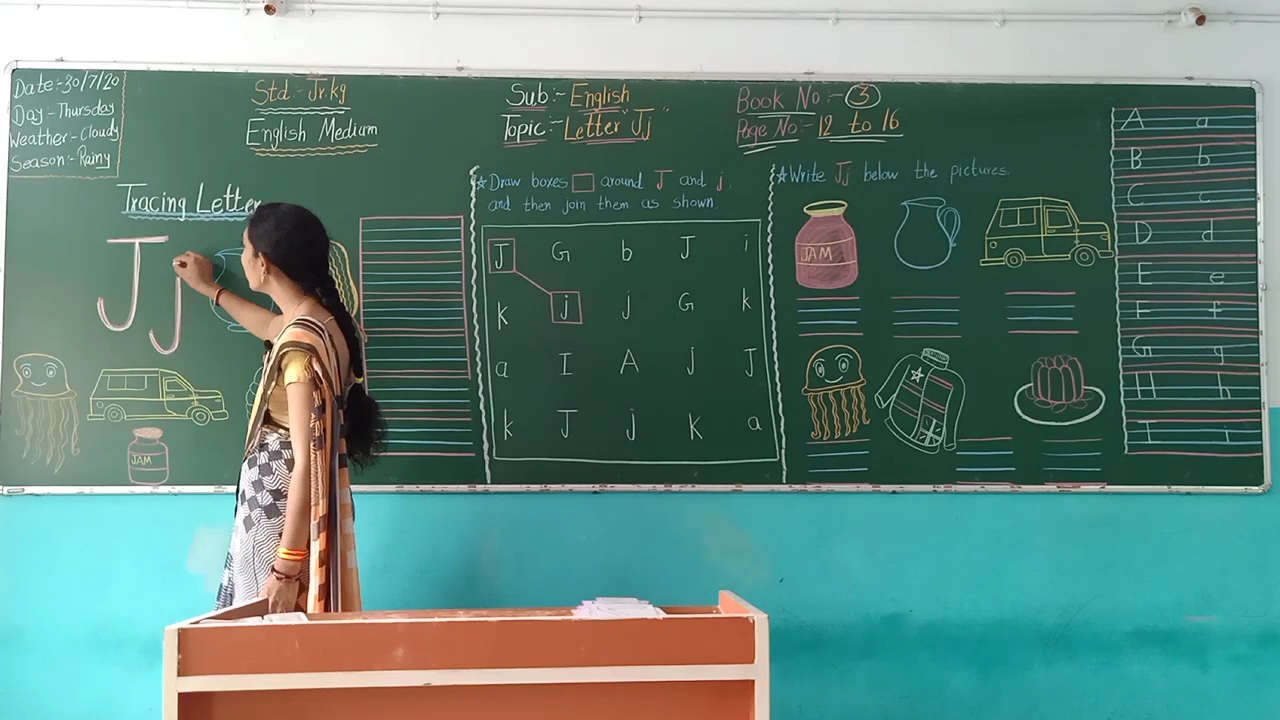 Date:-30/7/20
Day:-Thursday
Weather:-Cloudy
Season:-Rainy
Std:-Jr.kg
English Medium
Sub:- English
Topic:- Letter "Jj"
Book No:- 3
Page No:- 12 to 16
Tracing Letter
J j
JAM
☆Draw boxes □ around J and j,
and then join them as shown.
J G b J i
k j j G k
a I A j J
k J j K a
☆Write Jj below the pictures.
JAM
A a
B b
C c
D d
E e
F f
G g
H h
I i